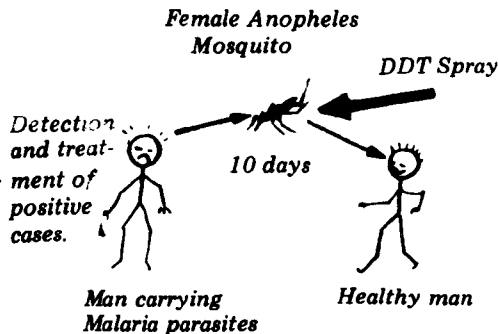 Female Anopheles
Mosquito
DDT Spray
Detection
and treat-
ment of
positive
cases.
10 days
Man carrying
Malaria parasites
Healthy man